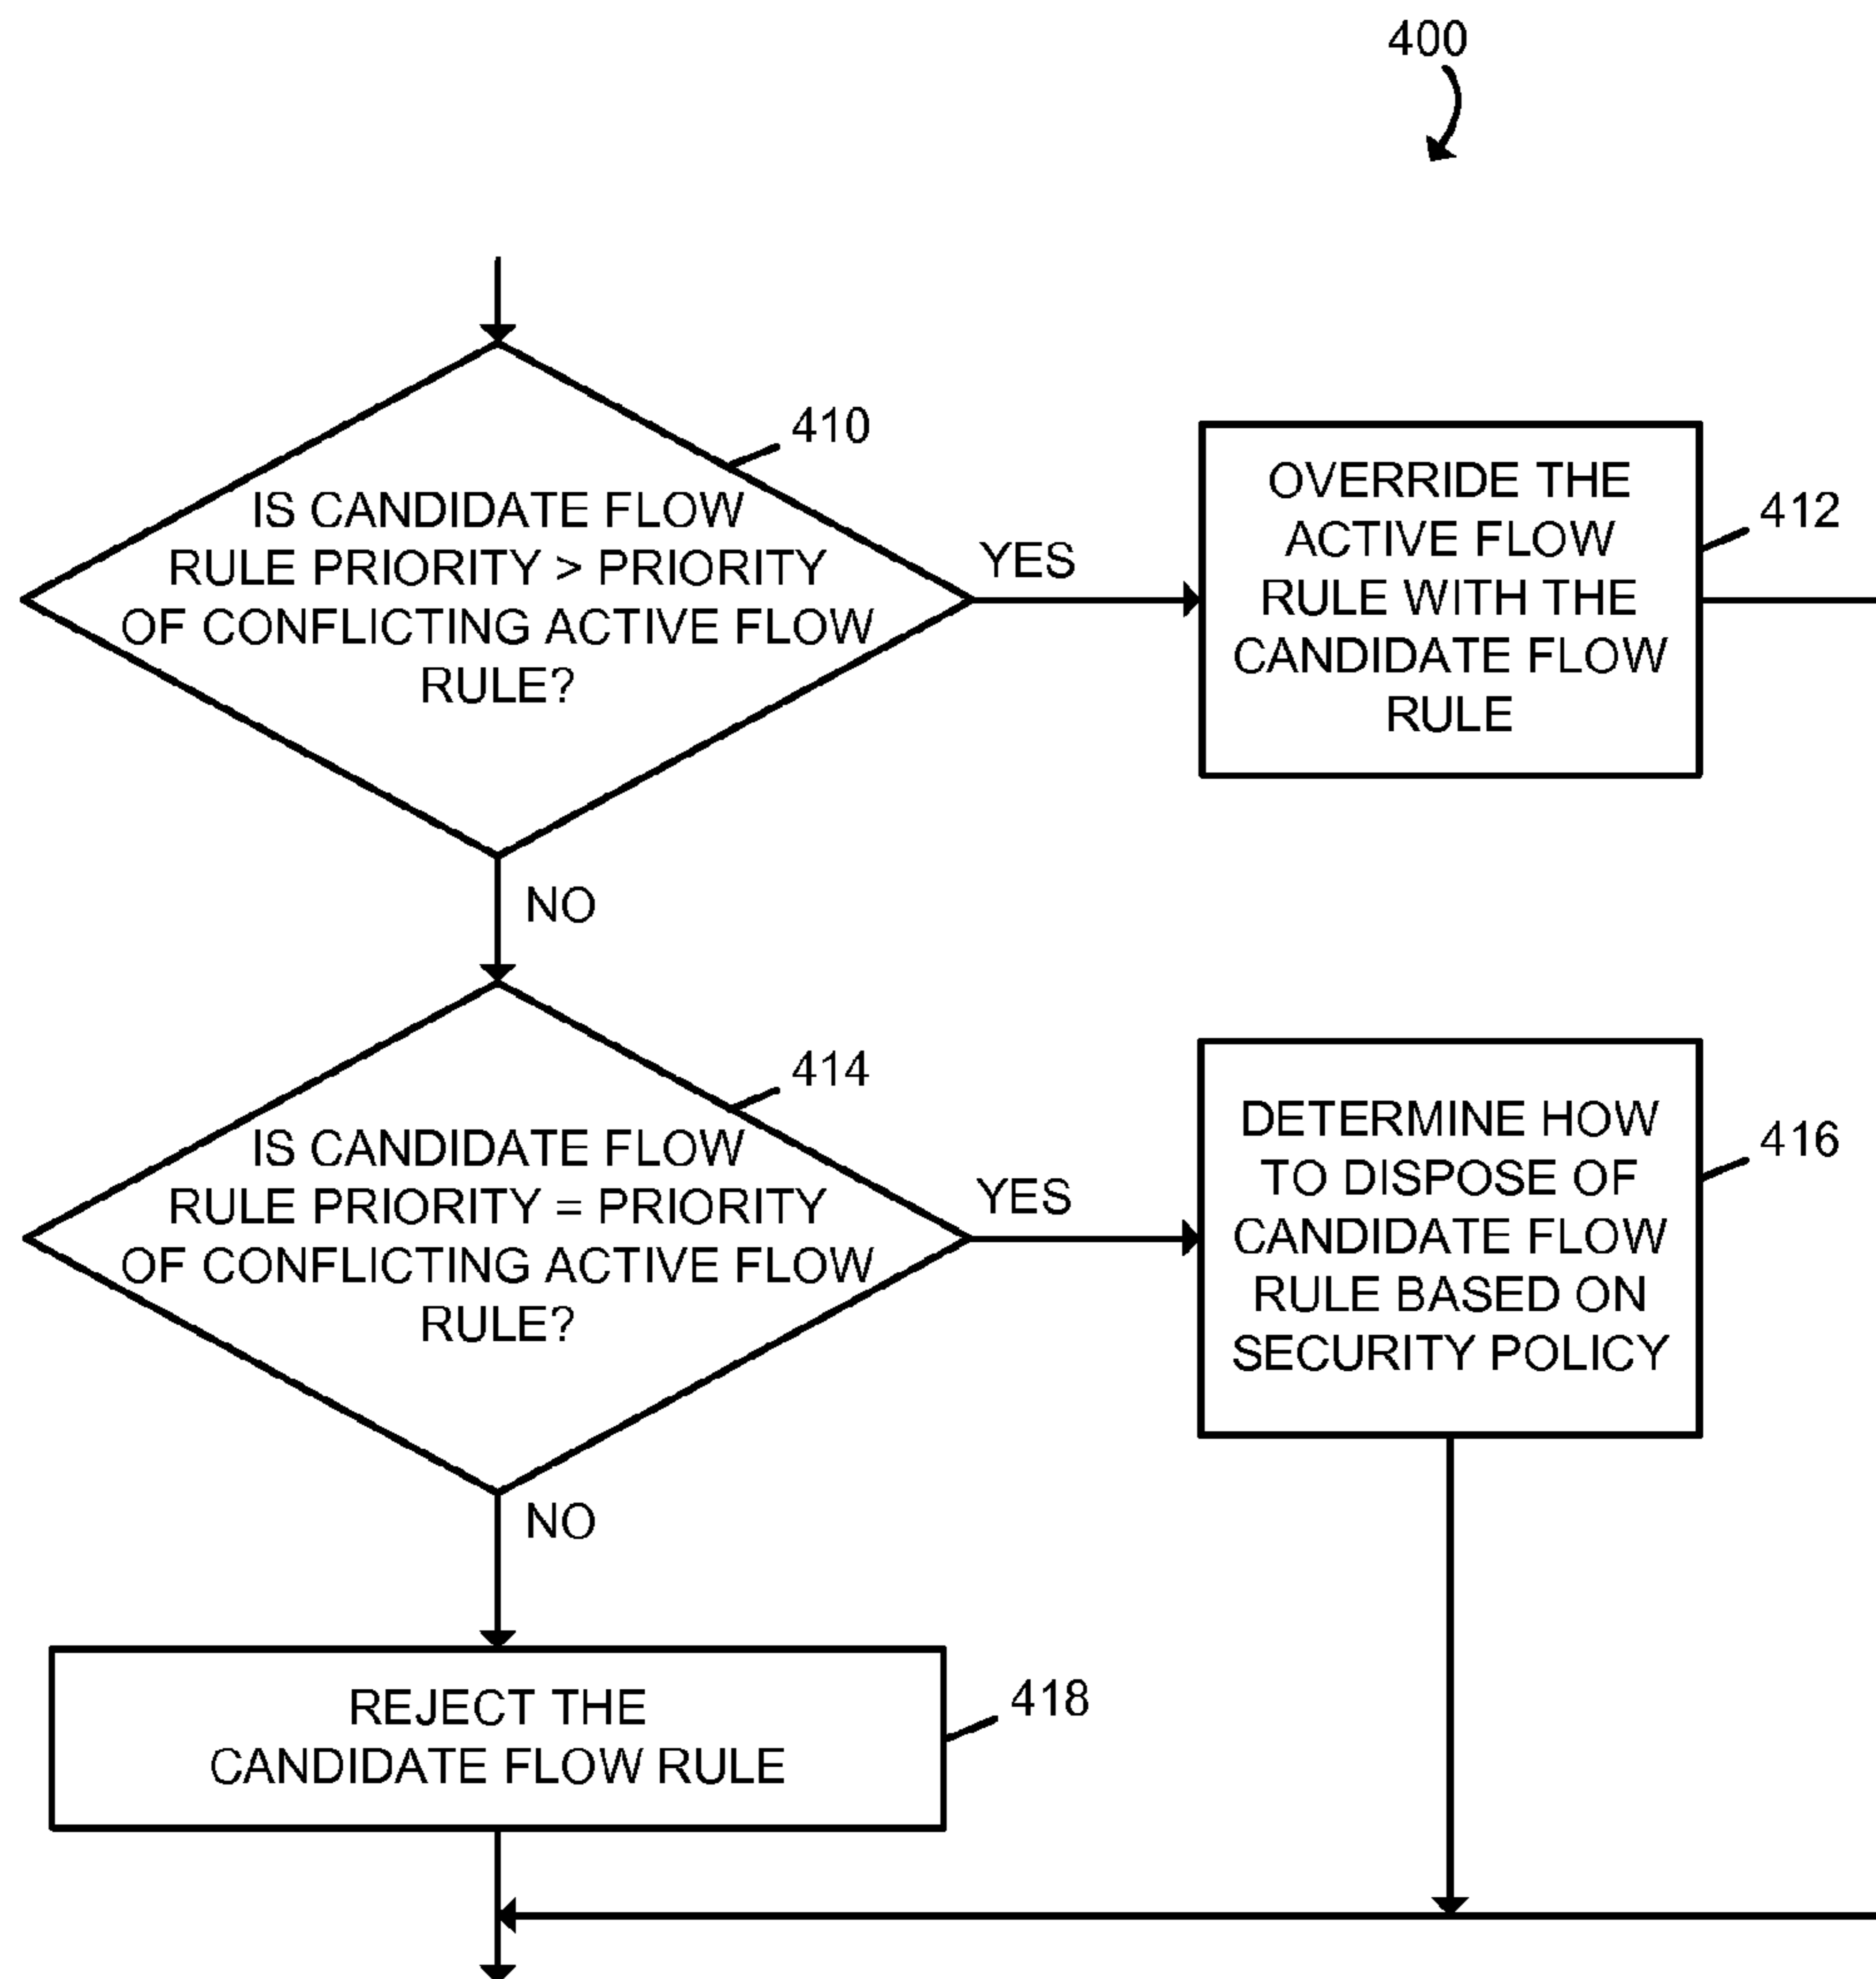 400
410
IS CANDIDATE FLOW
RULE PRIORITY > PRIORITY
OF CONFLICTING ACTIVE FLOW
RULE?
YES
OVERRIDE THE
ACTIVE FLOW
RULE WITH THE
CANDIDATE FLOW
RULE
412
NO
414
IS CANDIDATE FLOW
RULE PRIORITY = PRIORITY
OF CONFLICTING ACTIVE FLOW
RULE?
YES
DETERMINE HOW
TO DISPOSE OF
CANDIDATE FLOW
RULE BASED ON
SECURITY POLICY
416
NO
REJECT THE
CANDIDATE FLOW RULE
418